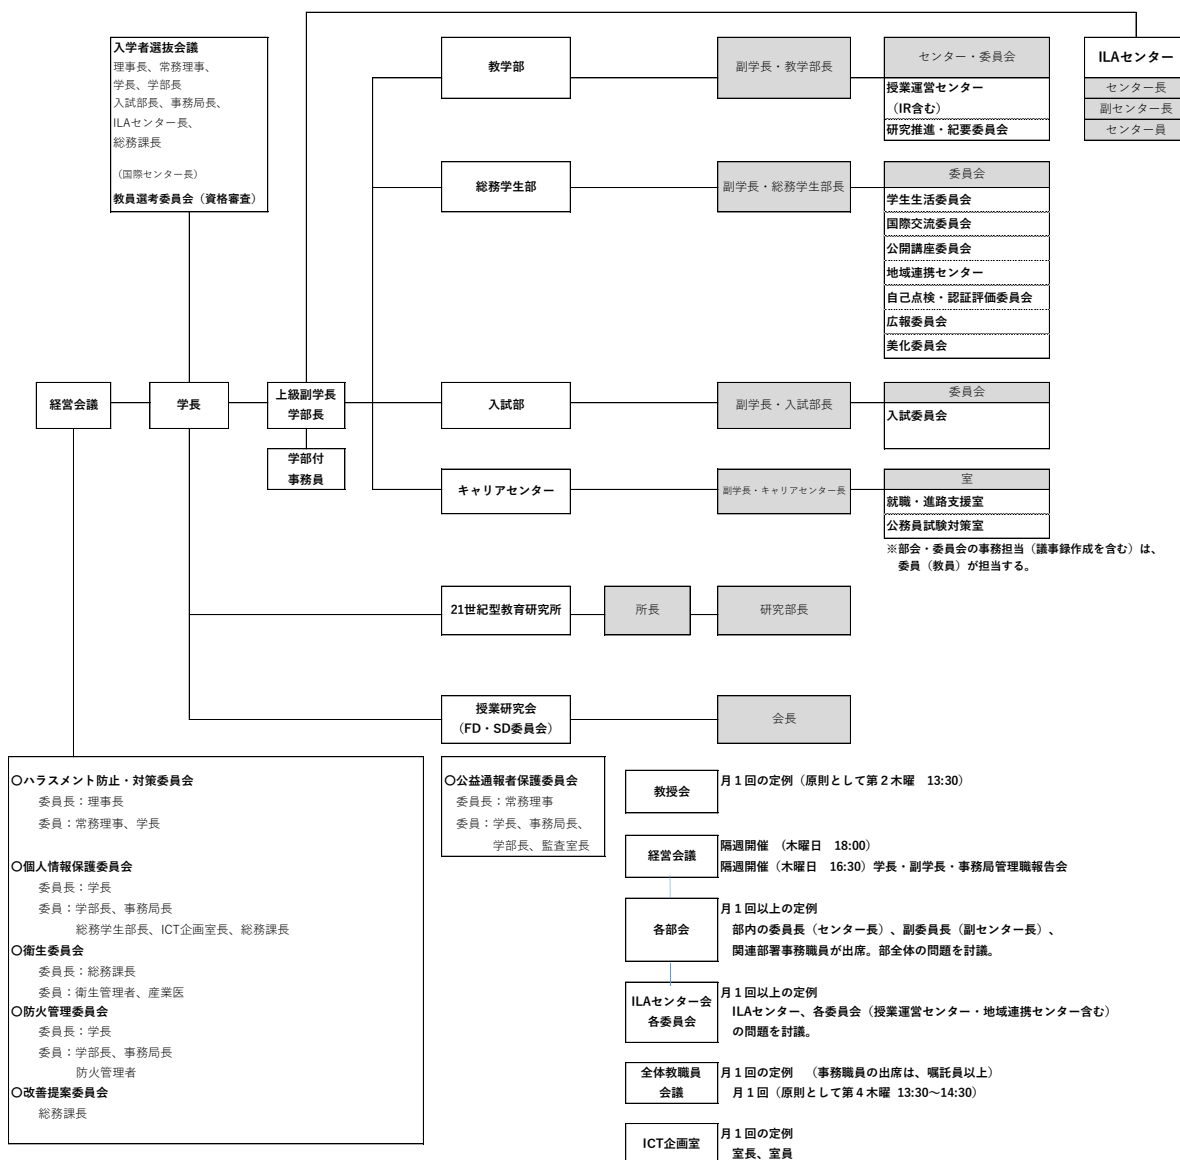 入学者選抜会議
理事長、常務理事、
学長、学部長
入試部長、事務局長、
ILAセンター長、
総務課長
（国際センター長）
教員選考委員会（資格審査）
教学部
副学長・教学部長
センター・委員会
授業運営センター
（IR含む）
研究推進・紀要委員会
ILAセンター
センター長
副センター長
センター員
総務学生部
副学長・総務学生部長
委員会
学生生活委員会
国際交流委員会
公開講座委員会
地域連携センター
自己点検・認証評価委員会
広報委員会
美化委員会
経営会議
学長
上級副学長
学部長
学部付
事務員
入試部
副学長・入試部長
委員会
入試委員会
キャリアセンター
副学長・キャリアセンター長
室
就職・進路支援室
公務員試験対策室
※部会・委員会の事務担当（議事録作成を含む）は、
委員（教員）が担当する。
21世紀型教育研究所
所長
研究部長
授業研究会
（FD・SD委員会）
会長
〇ハラスメント防止・対策委員会
委員長：理事長
委員：常務理事、学長
〇個人情報保護委員会
委員長：学長
委員：学部長、事務局長
総務学生部長、ICT企画室長、総務課長
〇衛生委員会
委員長：総務課長
委員：衛生管理者、産業医
〇防火管理委員会
委員長：学長
委員：学部長、事務局長
防火管理者
〇改善提案委員会
総務課長
〇公益通報者保護委員会
委員長：常務理事
委員：学長、事務局長、
学部長、監査室長
教授会
月１回の定例（原則として第２木曜　13:30）
経営会議
隔週開催　（木曜日　18:00）
隔週開催（木曜日　16:30）学長・副学長・事務局管理職報告会
各部会
月１回以上の定例
部内の委員長（センター長）、副委員長（副センター長）、
関連部署事務職員が出席。部全体の問題を討議。
ILAセンター会
各委員会
月１回以上の定例
ILAセンター、各委員会（授業運営センター・地域連携センター含む）
の問題を討議。
全体教職員
会議
月１回の定例　（事務職員の出席は、嘱託員以上）
月１回（原則として第４木曜 13:30〜14:30）
ICT企画室
月１回の定例
室長、室員